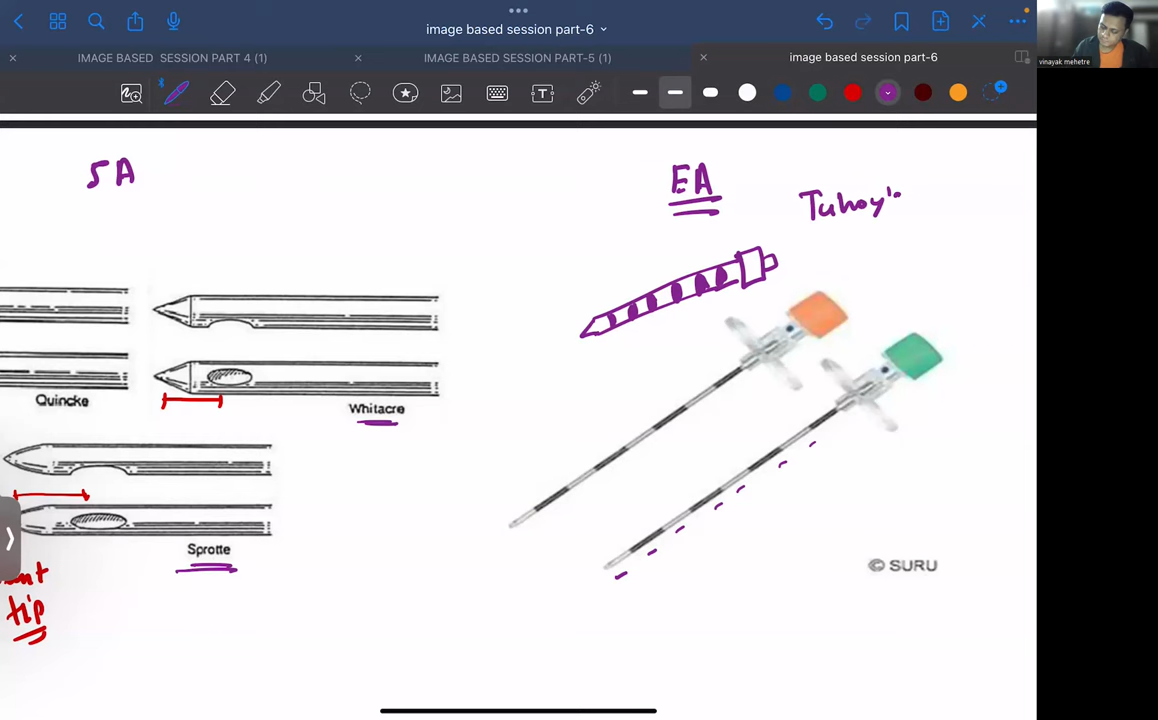 image based session part-6
IMAGE BASED SESSION PART 4 (1)
IMAGE BASED SESSION PART-5 (1)
image based session part-6
vinayak mehetre
SA
EA
Tuhoy'
Quincke
Whitacre
Sprotte
tip
© SURU